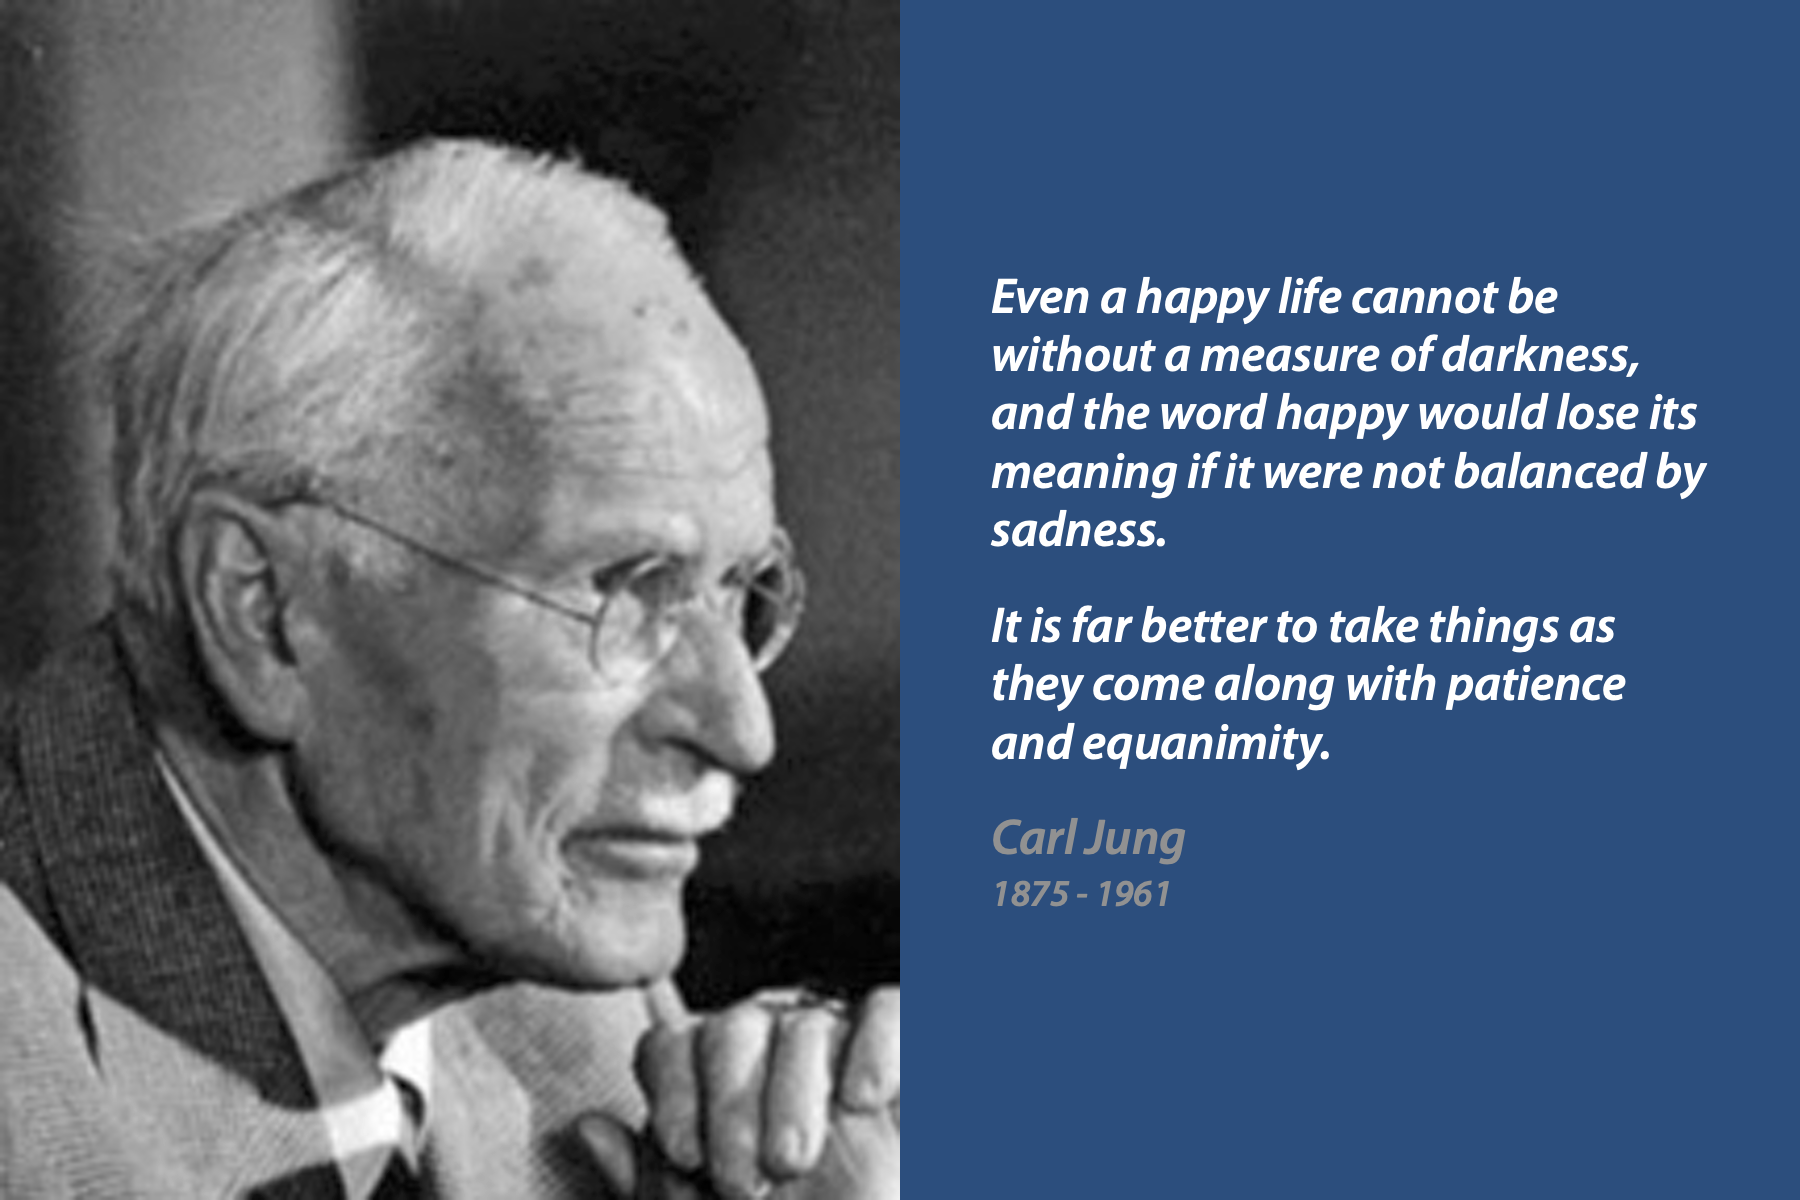 Even a happy life cannot be
without a measure of darkness,
and the word happy would lose its
meaning if it were not balanced by
sadness.
It is far better to take things as
they come along with patience
and equanimity.
Carl Jung
1875 - 1961